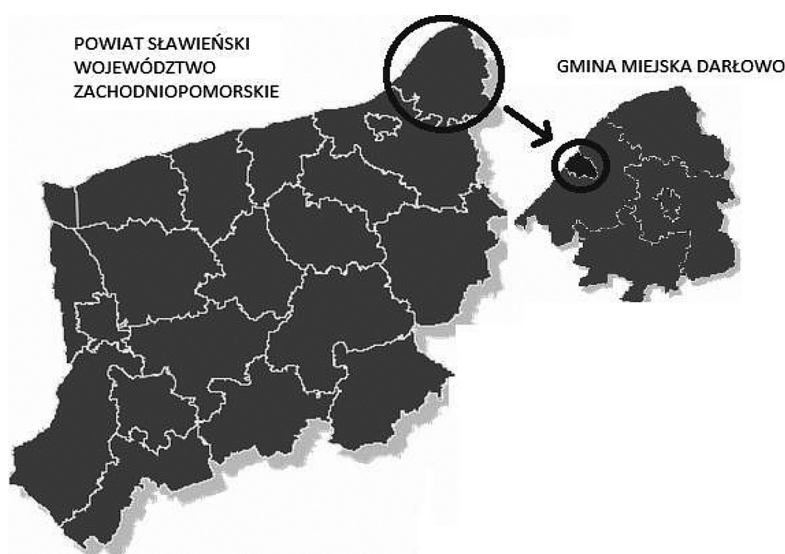 POWIAT SŁAWIEŃSKI
WOJEWÓDZTWO
ZACHODNIOPOMORSKIE
GMINA MIEJSKA DARŁOWO